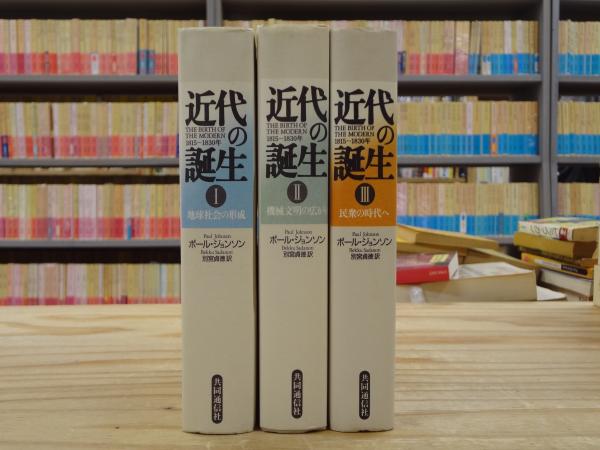 近代
THE BIRTH OF
THE MODERN
1815–1830年
の
誕生
I
地球社会の形成
Paul Johnson
ポール・ジョンソン
Bekku Sadanori
別宮貞徳訳
共同通信社
近代
THE BIRTH OF
THE MODERN
1815–1830年
の
誕生
II
機械文明の広がり
Paul Johnson
ポール・ジョンソン
Bekku Sadanori
別宮貞徳訳
共同通信社
近代
THE BIRTH OF
THE MODERN
1815–1830年
の
誕生
III
民衆の時代へ
Paul Johnson
ポール・ジョンソン
Bekku Sadanori
別宮貞徳訳
共同通信社